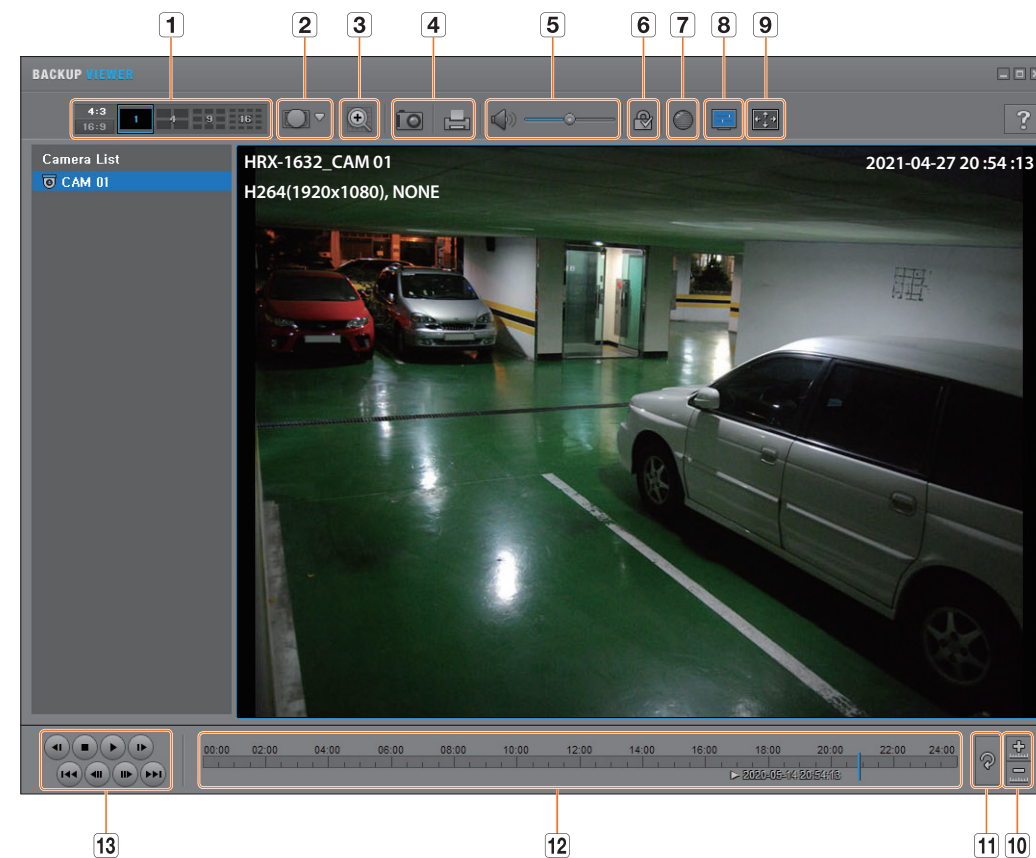 1 2 3 4 5 6 7 8 9
BACKUP VIEWER
4:3
16:9
1 4 9 16
?
Camera List
CAM 01
HRX-1632_CAM 01
2021-04-27 20 :54 :13
H264(1920x1080), NONE
00:00 02:00 04:00 06:00 08:00 10:00 12:00 14:00 16:00 18:00 20:00 22:00 24:00
2020-05-14 20:54:13
13 12 11 10